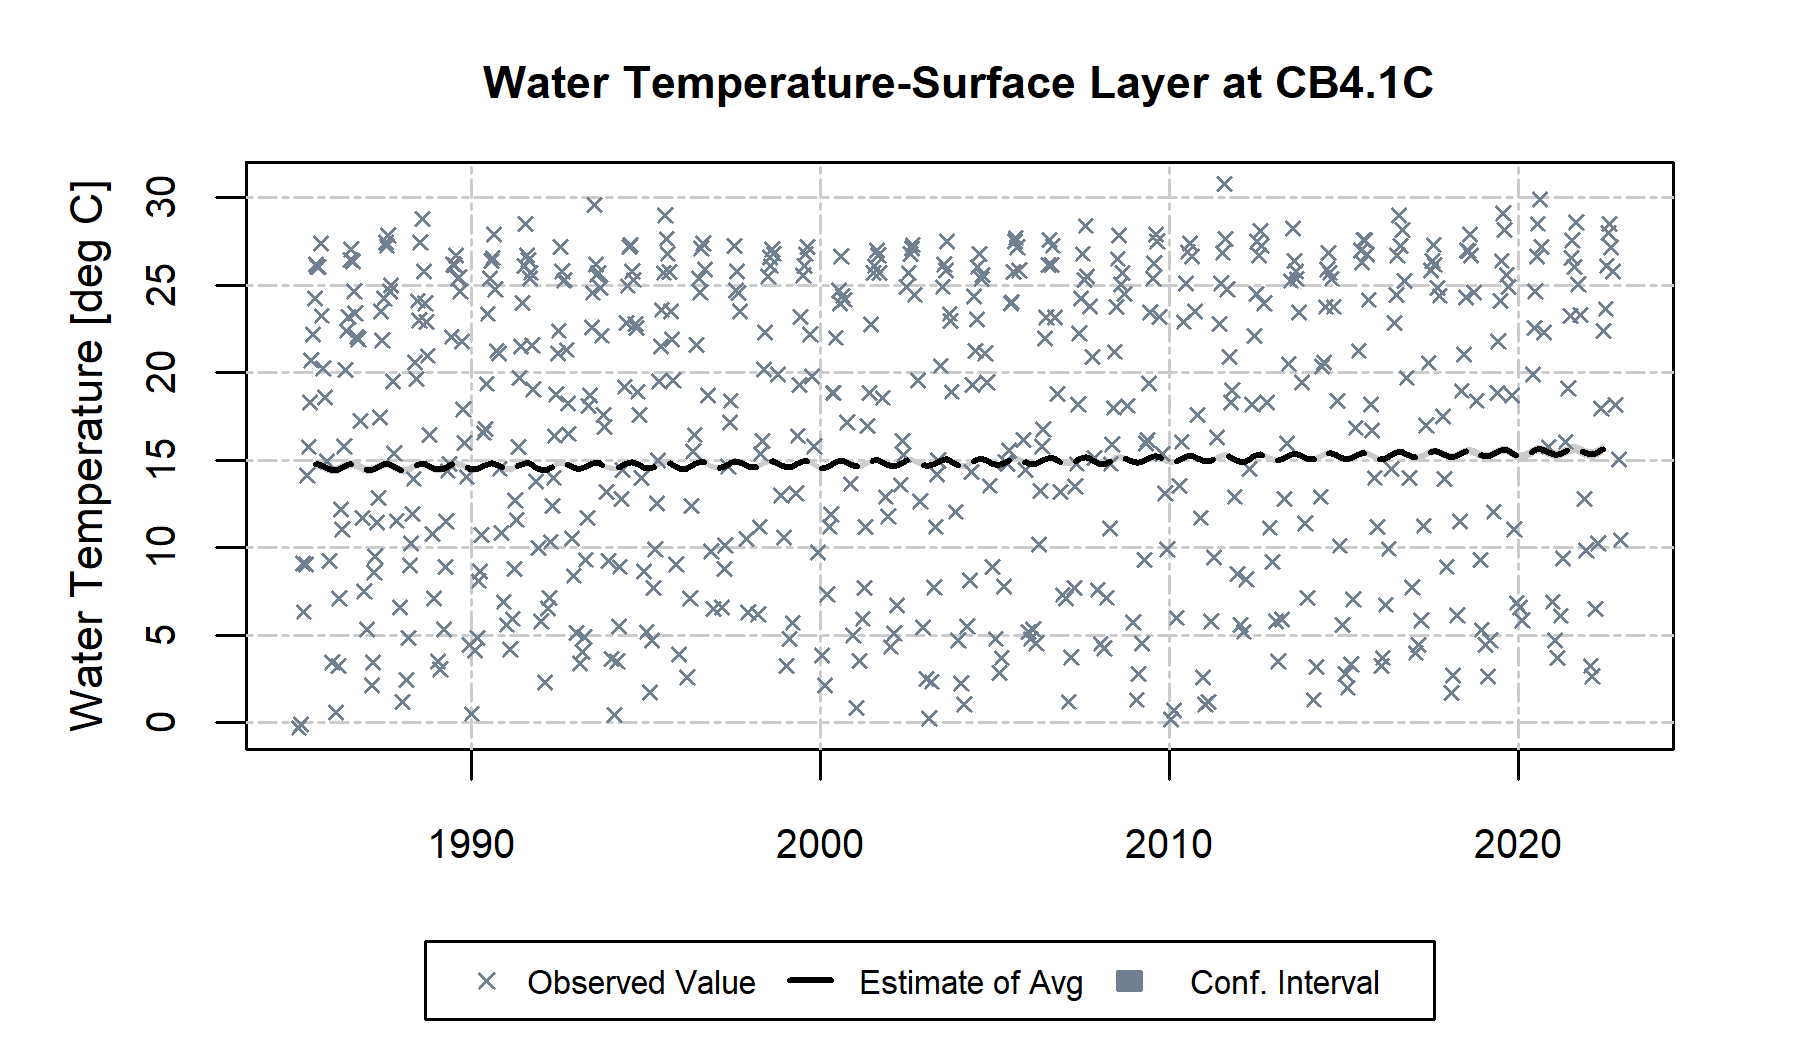 Water Temperature-Surface Layer at CB4.1C
Water Temperature [deg C]
30
25
20
15
10
5
0
1990 2000 2010 2020
Observed Value Estimate of Avg Conf. Interval